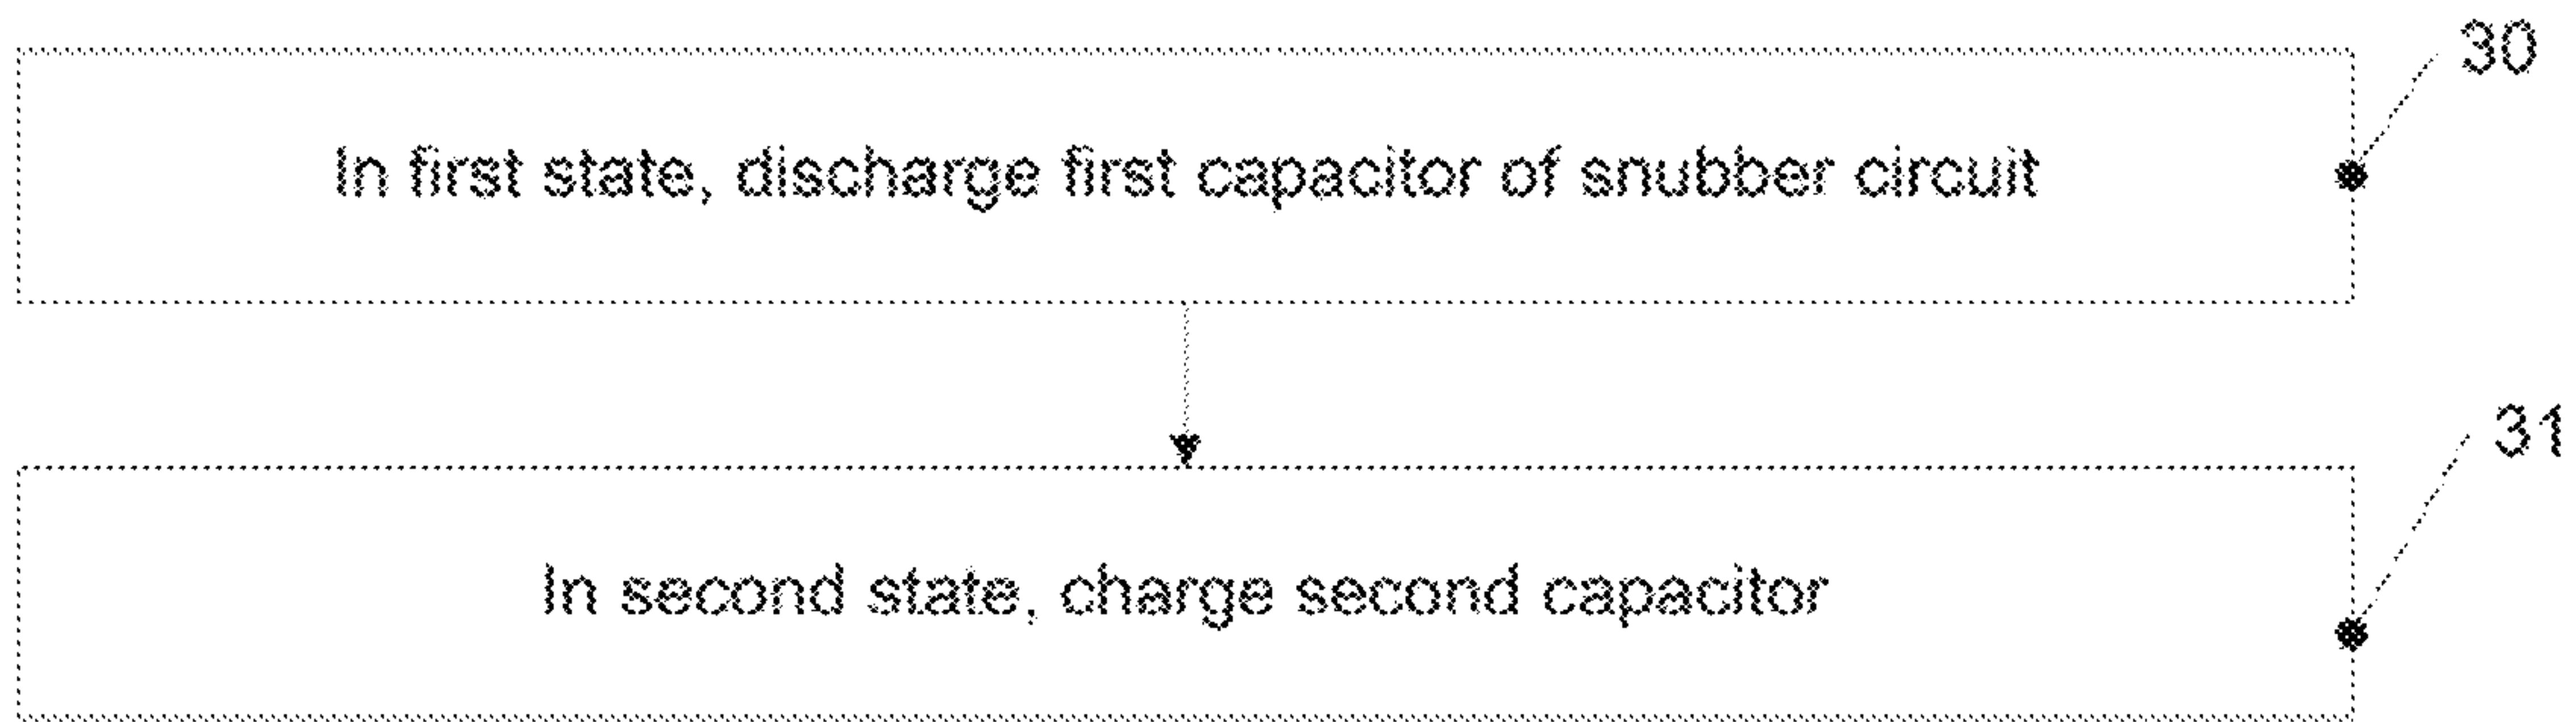 30
In first state, discharge first capacitor of snubber circuit
31
In second state, charge second capacitor